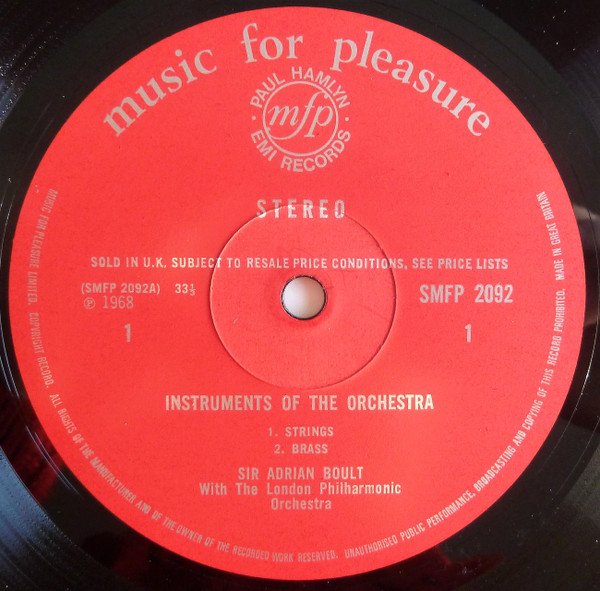 music for pleasure
PAUL HAMLYN
mfp
EMI RECORDS
STEREO
SOLD IN U.K. SUBJECT TO RESALE PRICE CONDITIONS, SEE PRICE LISTS
(SMFP 2092A) 33⅓ SMFP 2092
℗ 1968
1 1
INSTRUMENTS OF THE ORCHESTRA
1. STRINGS
2. BRASS
SIR ADRIAN BOULT
With The London Philharmonic
Orchestra
MUSIC FOR PLEASURE LIMITED. COPYRIGHT RECORD. ALL RIGHTS OF THE MANUFACTURER AND OF THE OWNER OF THE RECORDED WORK RESERVED. UNAUTHORISED PUBLIC PERFORMANCE, BROADCASTING AND COPYING OF THIS RECORD PROHIBITED. MADE IN GREAT BRITAIN